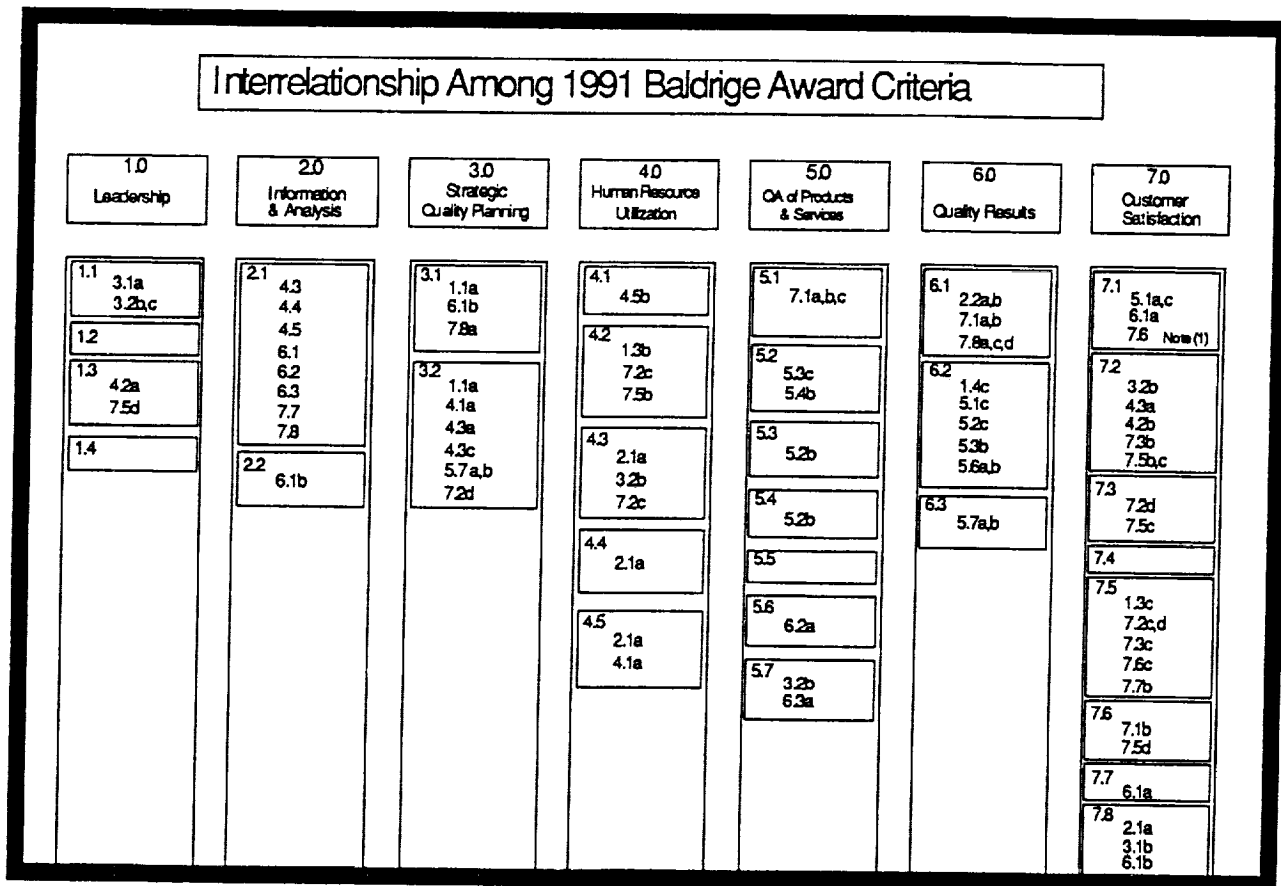 Interrelationship Among 1991 Baldrige Award Criteria
1.0
Leadership
2.0
Information
& Analysis
3.0
Strategic
Quality Planning
4.0
Human Resource
Utilization
5.0
QA of Products
& Services
6.0
Quality Results
7.0
Customer
Satisfaction
1.1
3.1a
3.2b,c
1.2
1.3
4.2a
7.5d
1.4
2.1
4.3
4.4
4.5
6.1
6.2
6.3
7.7
7.8
2.2
6.1b
3.1
1.1a
6.1b
7.8a
3.2
1.1a
4.1a
4.3a
4.3c
5.7a,b
7.2d
4.1
4.5b
4.2
1.3b
7.2c
7.5b
4.3
2.1a
3.2b
7.2c
4.4
2.1a
4.5
2.1a
4.1a
5.1
7.1a,b,c
5.2
5.3c
5.4b
5.3
5.2b
5.4
5.2b
5.5
5.6
6.2a
5.7
3.2b
6.3a
6.1
2.2a,b
7.1a,b
7.8a,c,d
6.2
1.4c
5.1c
5.2c
5.3b
5.6a,b
6.3
5.7a,b
7.1
5.1a,c
6.1a
7.6 Note (1)
7.2
3.2b
4.3a
4.2b
7.3b
7.5b,c
7.3
7.2d
7.5c
7.4
7.5
1.3c
7.2c,d
7.3c
7.6c
7.7b
7.6
7.1b
7.5d
7.7
6.1a
7.8
2.1a
3.1b
6.1b